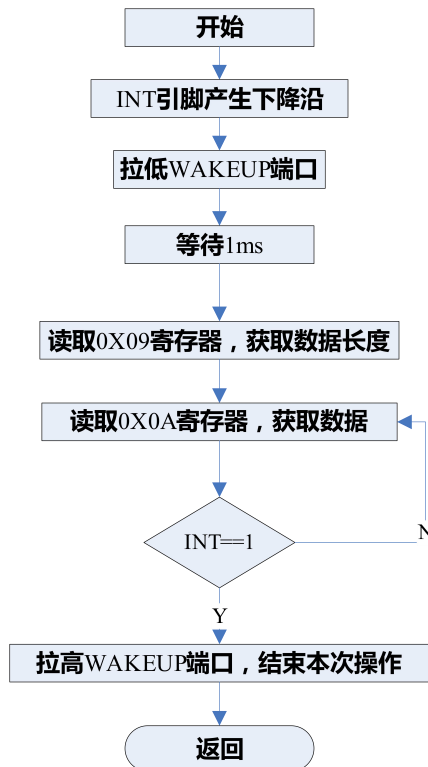 开始
INT引脚产生下降沿
拉低WAKEUP端口
等待1ms
读取0X09寄存器，获取数据长度
读取0X0A寄存器，获取数据
INT==1
N
Y
拉高WAKEUP端口，结束本次操作
返回